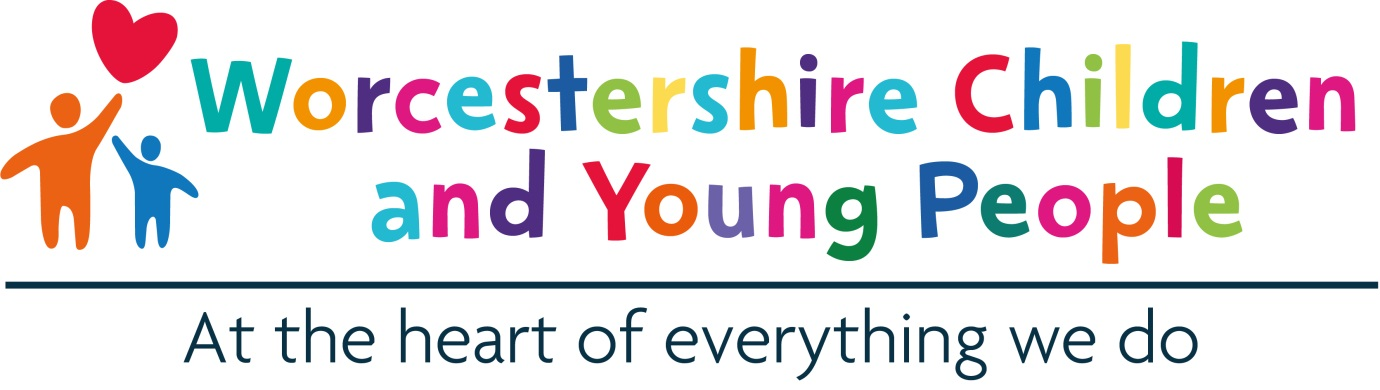 Worcestershire Children
and Young People
At the heart of everything we do